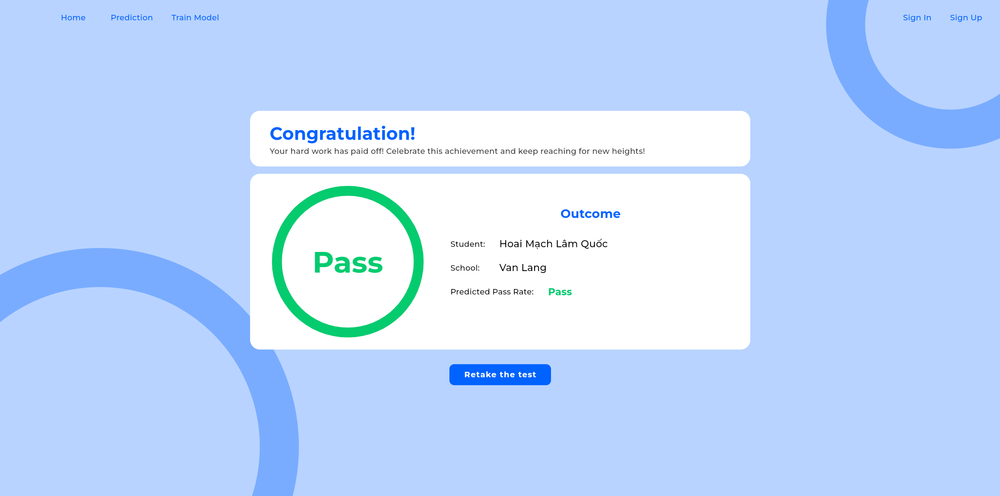 Home Prediction Train Model Sign In Sign Up
Congratulation!
Your hard work has paid off! Celebrate this achievement and keep reaching for new heights!
Pass
Outcome
Student: Hoai Mạch Lâm Quốc
School: Van Lang
Predicted Pass Rate: Pass
Retake the test